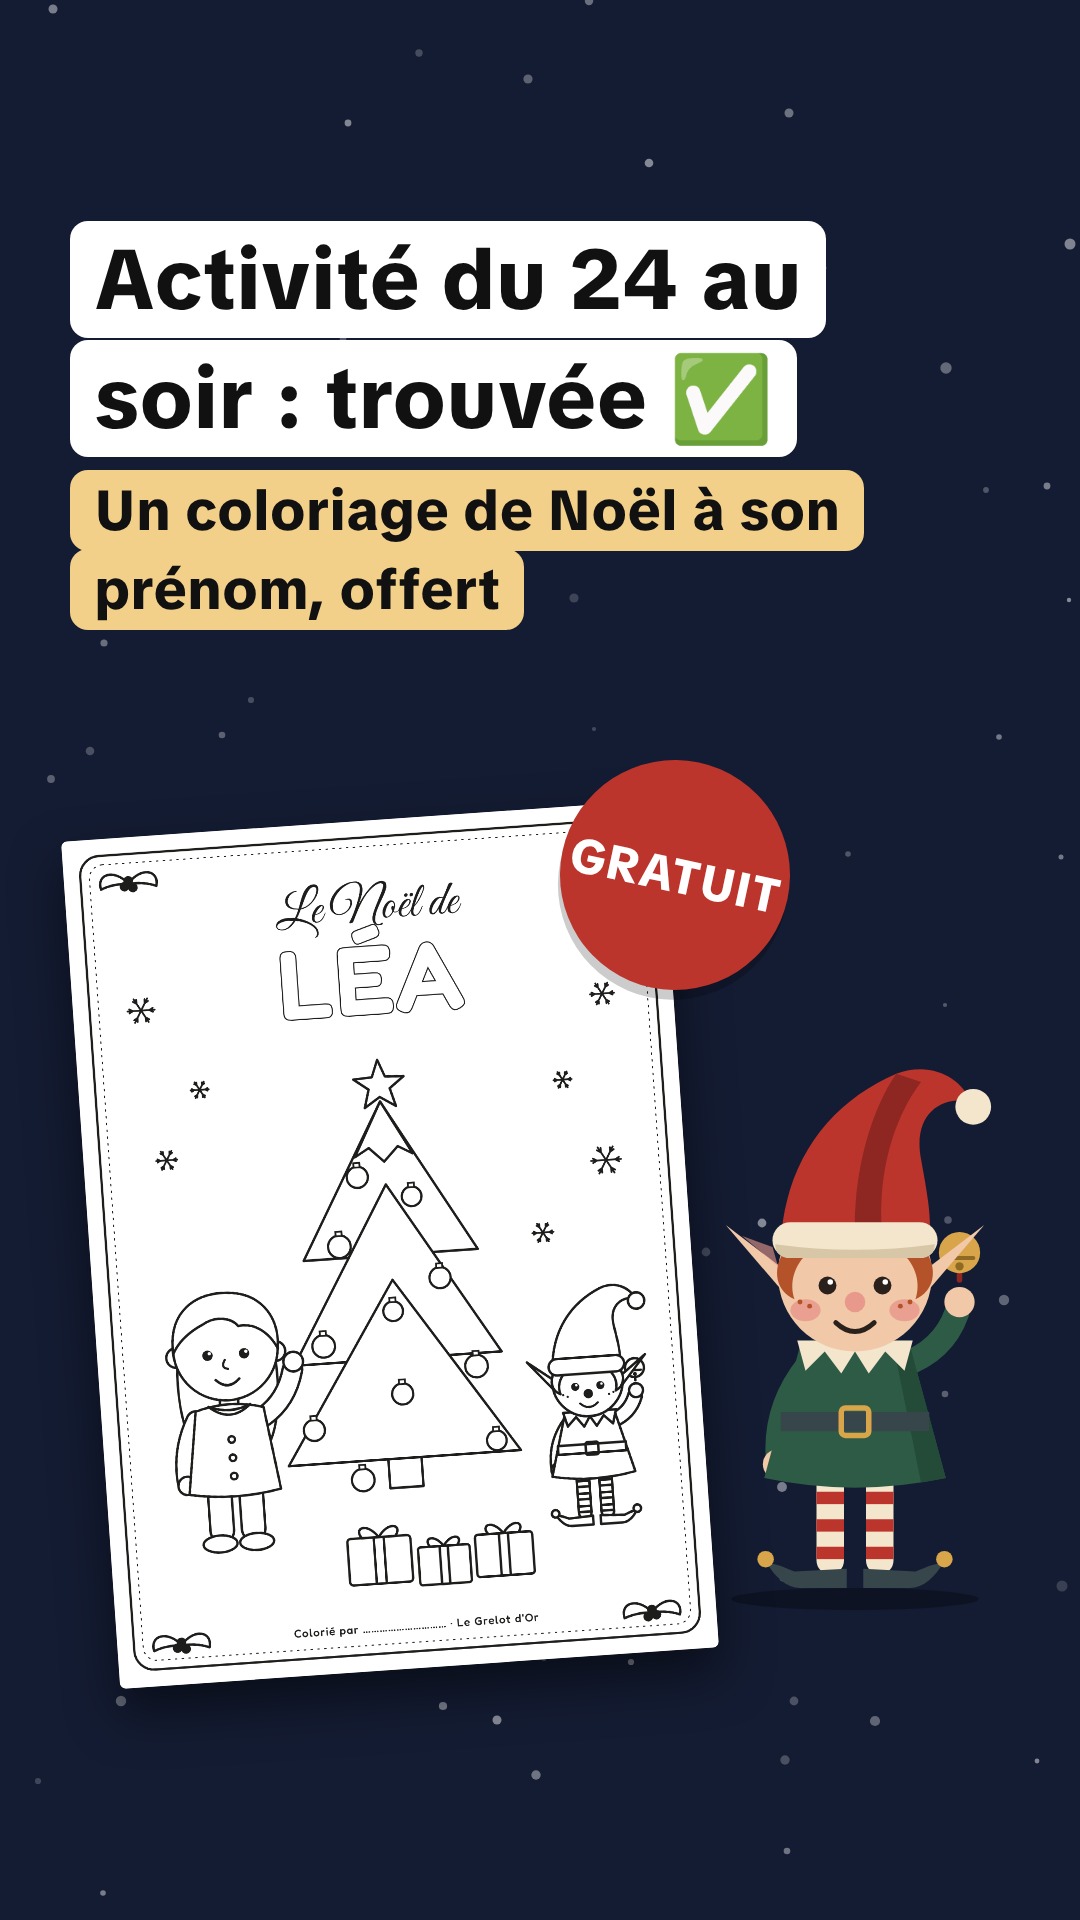 Activité du 24 au
soir : trouvée ✅
Un coloriage de Noël à son
prénom, offert
GRATUIT
Le Noël de
LÉA
Colorié par ............................ · Le Grelot d'Or